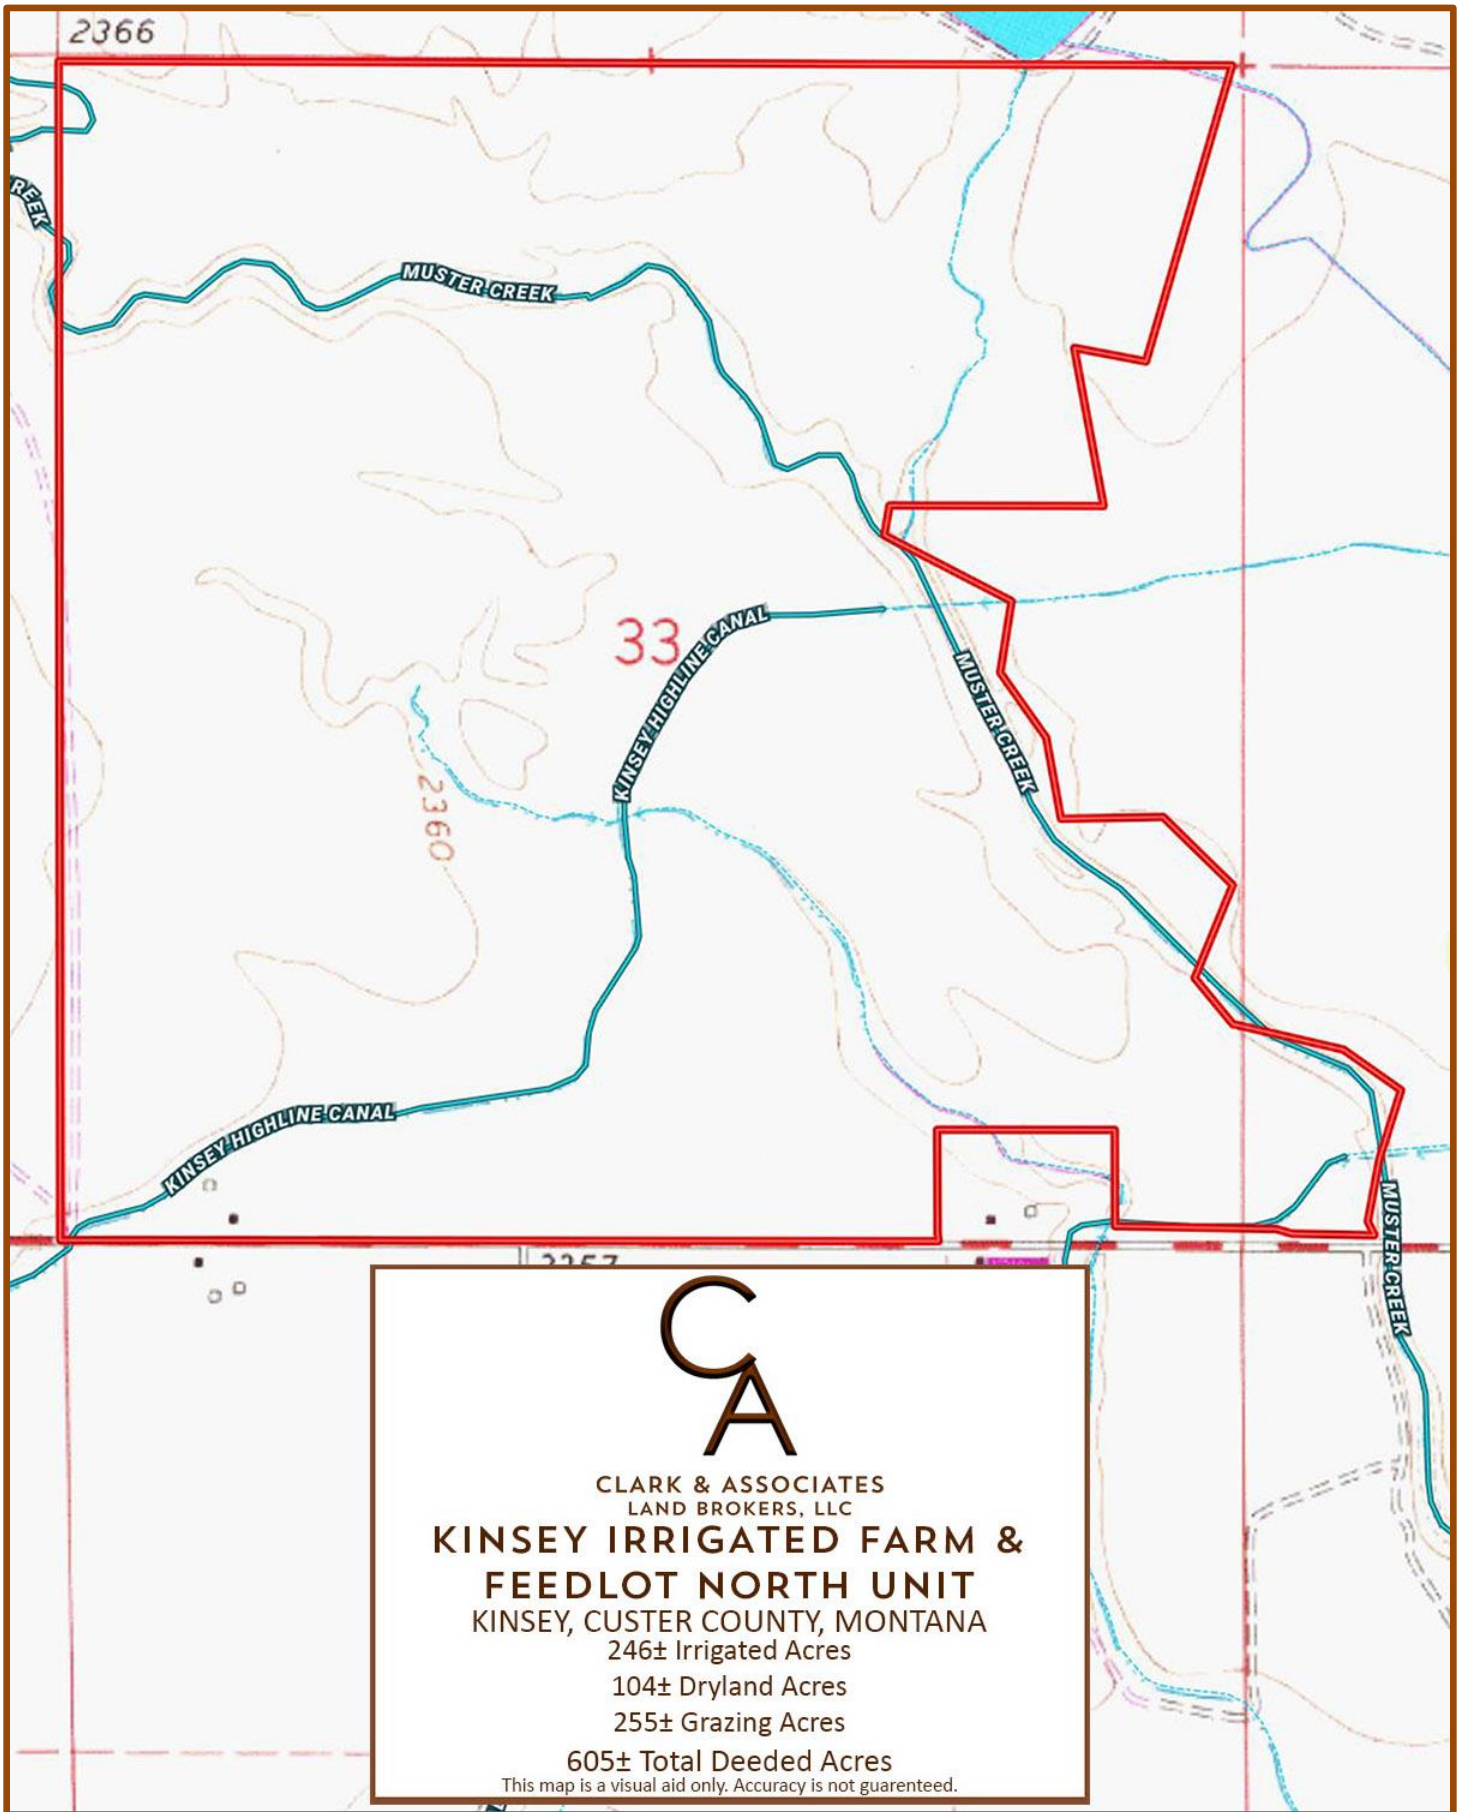 2366
REEK
MUSTER CREEK
33
KINSEY HIGHLINE CANAL
MUSTER CREEK
2360
KINSEY HIGHLINE CANAL
MUSTER CREEK
CA
CLARK & ASSOCIATES
LAND BROKERS, LLC
KINSEY IRRIGATED FARM &
FEEDLOT NORTH UNIT
KINSEY, CUSTER COUNTY, MONTANA
246± Irrigated Acres
104± Dryland Acres
255± Grazing Acres
605± Total Deeded Acres
This map is a visual aid only. Accuracy is not guarenteed.